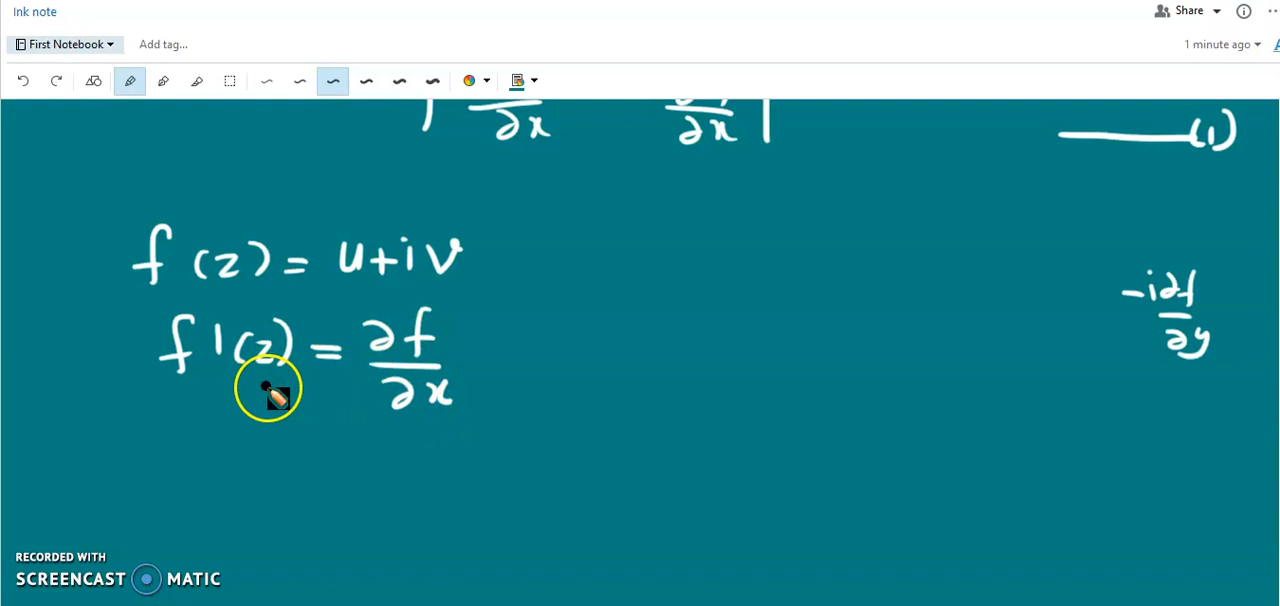 Ink note
Share
First Notebook
Add tag...
1 minute ago
∂x ∂x
(1)
f(z) = u+iv
f'(z) = ∂f/∂x
-i∂f/∂y
RECORDED WITH
SCREENCAST MATIC